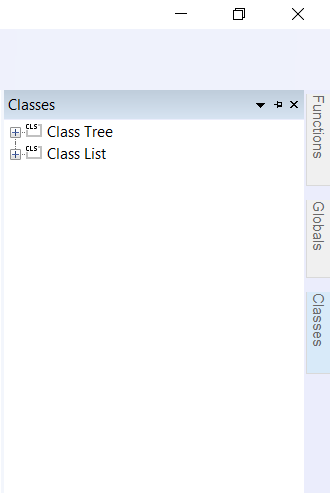 Classes
CLS Class Tree
CLS Class List
Functions
Globals
Classes